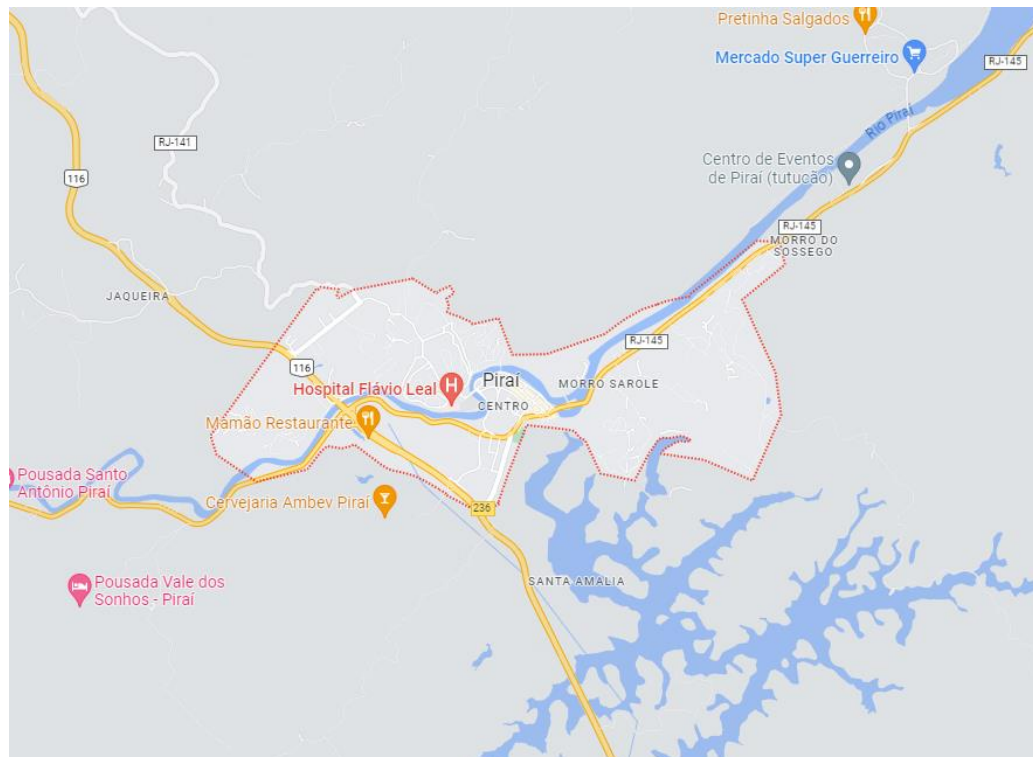 Pretinha Salgados
Mercado Super Guerreiro
RJ-145
RJ-141
Rio Piraí
116
Centro de Eventos
de Piraí (tutucão)
RJ-145
MORRO DO
SOSSEGO
JAQUEIRA
RJ-145
116
Hospital Flávio Leal
H
Piraí
MORRO SAROLE
CENTRO
Mamão Restaurante
Pousada Santo
Antônio Piraí
Cervejaria Ambev Piraí
236
Pousada Vale dos
Sonhos - Piraí
SANTA AMALIA